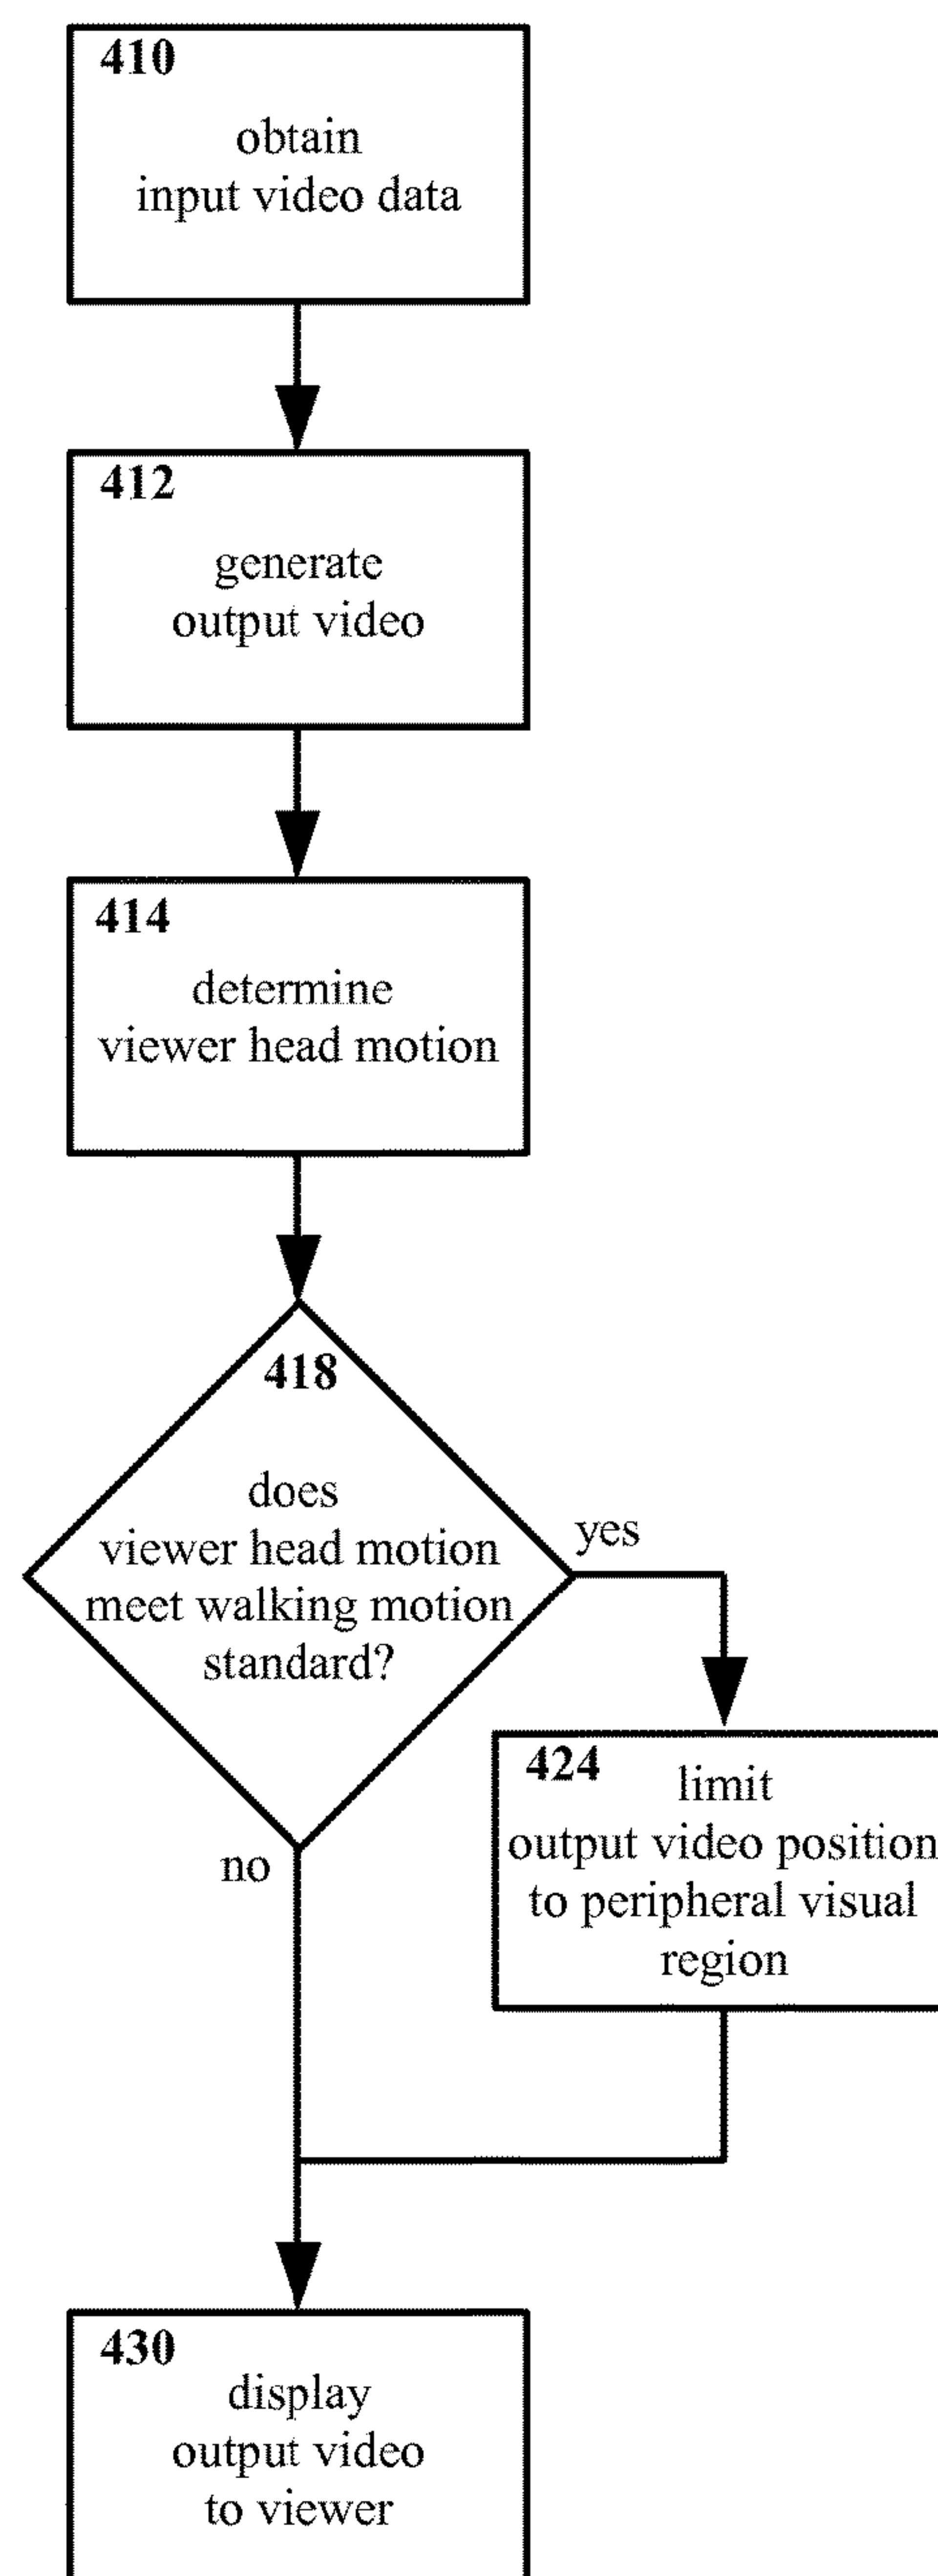 410
obtain
input video data
412
generate
output video
414
determine
viewer head motion
418
does
viewer head motion
meet walking motion
standard?
yes
no
424
limit
output video position
to peripheral visual
region
430
display
output video
to viewer